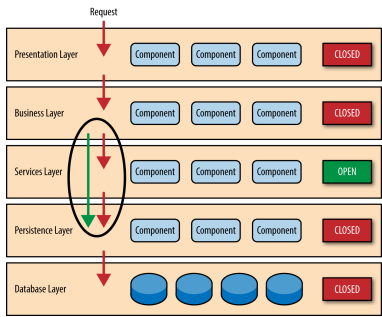 Request
Presentation Layer Component Component Component CLOSED
Business Layer Component Component Component CLOSED
Services Layer Component Component Component OPEN
Persistence Layer Component Component Component CLOSED
Database Layer CLOSED